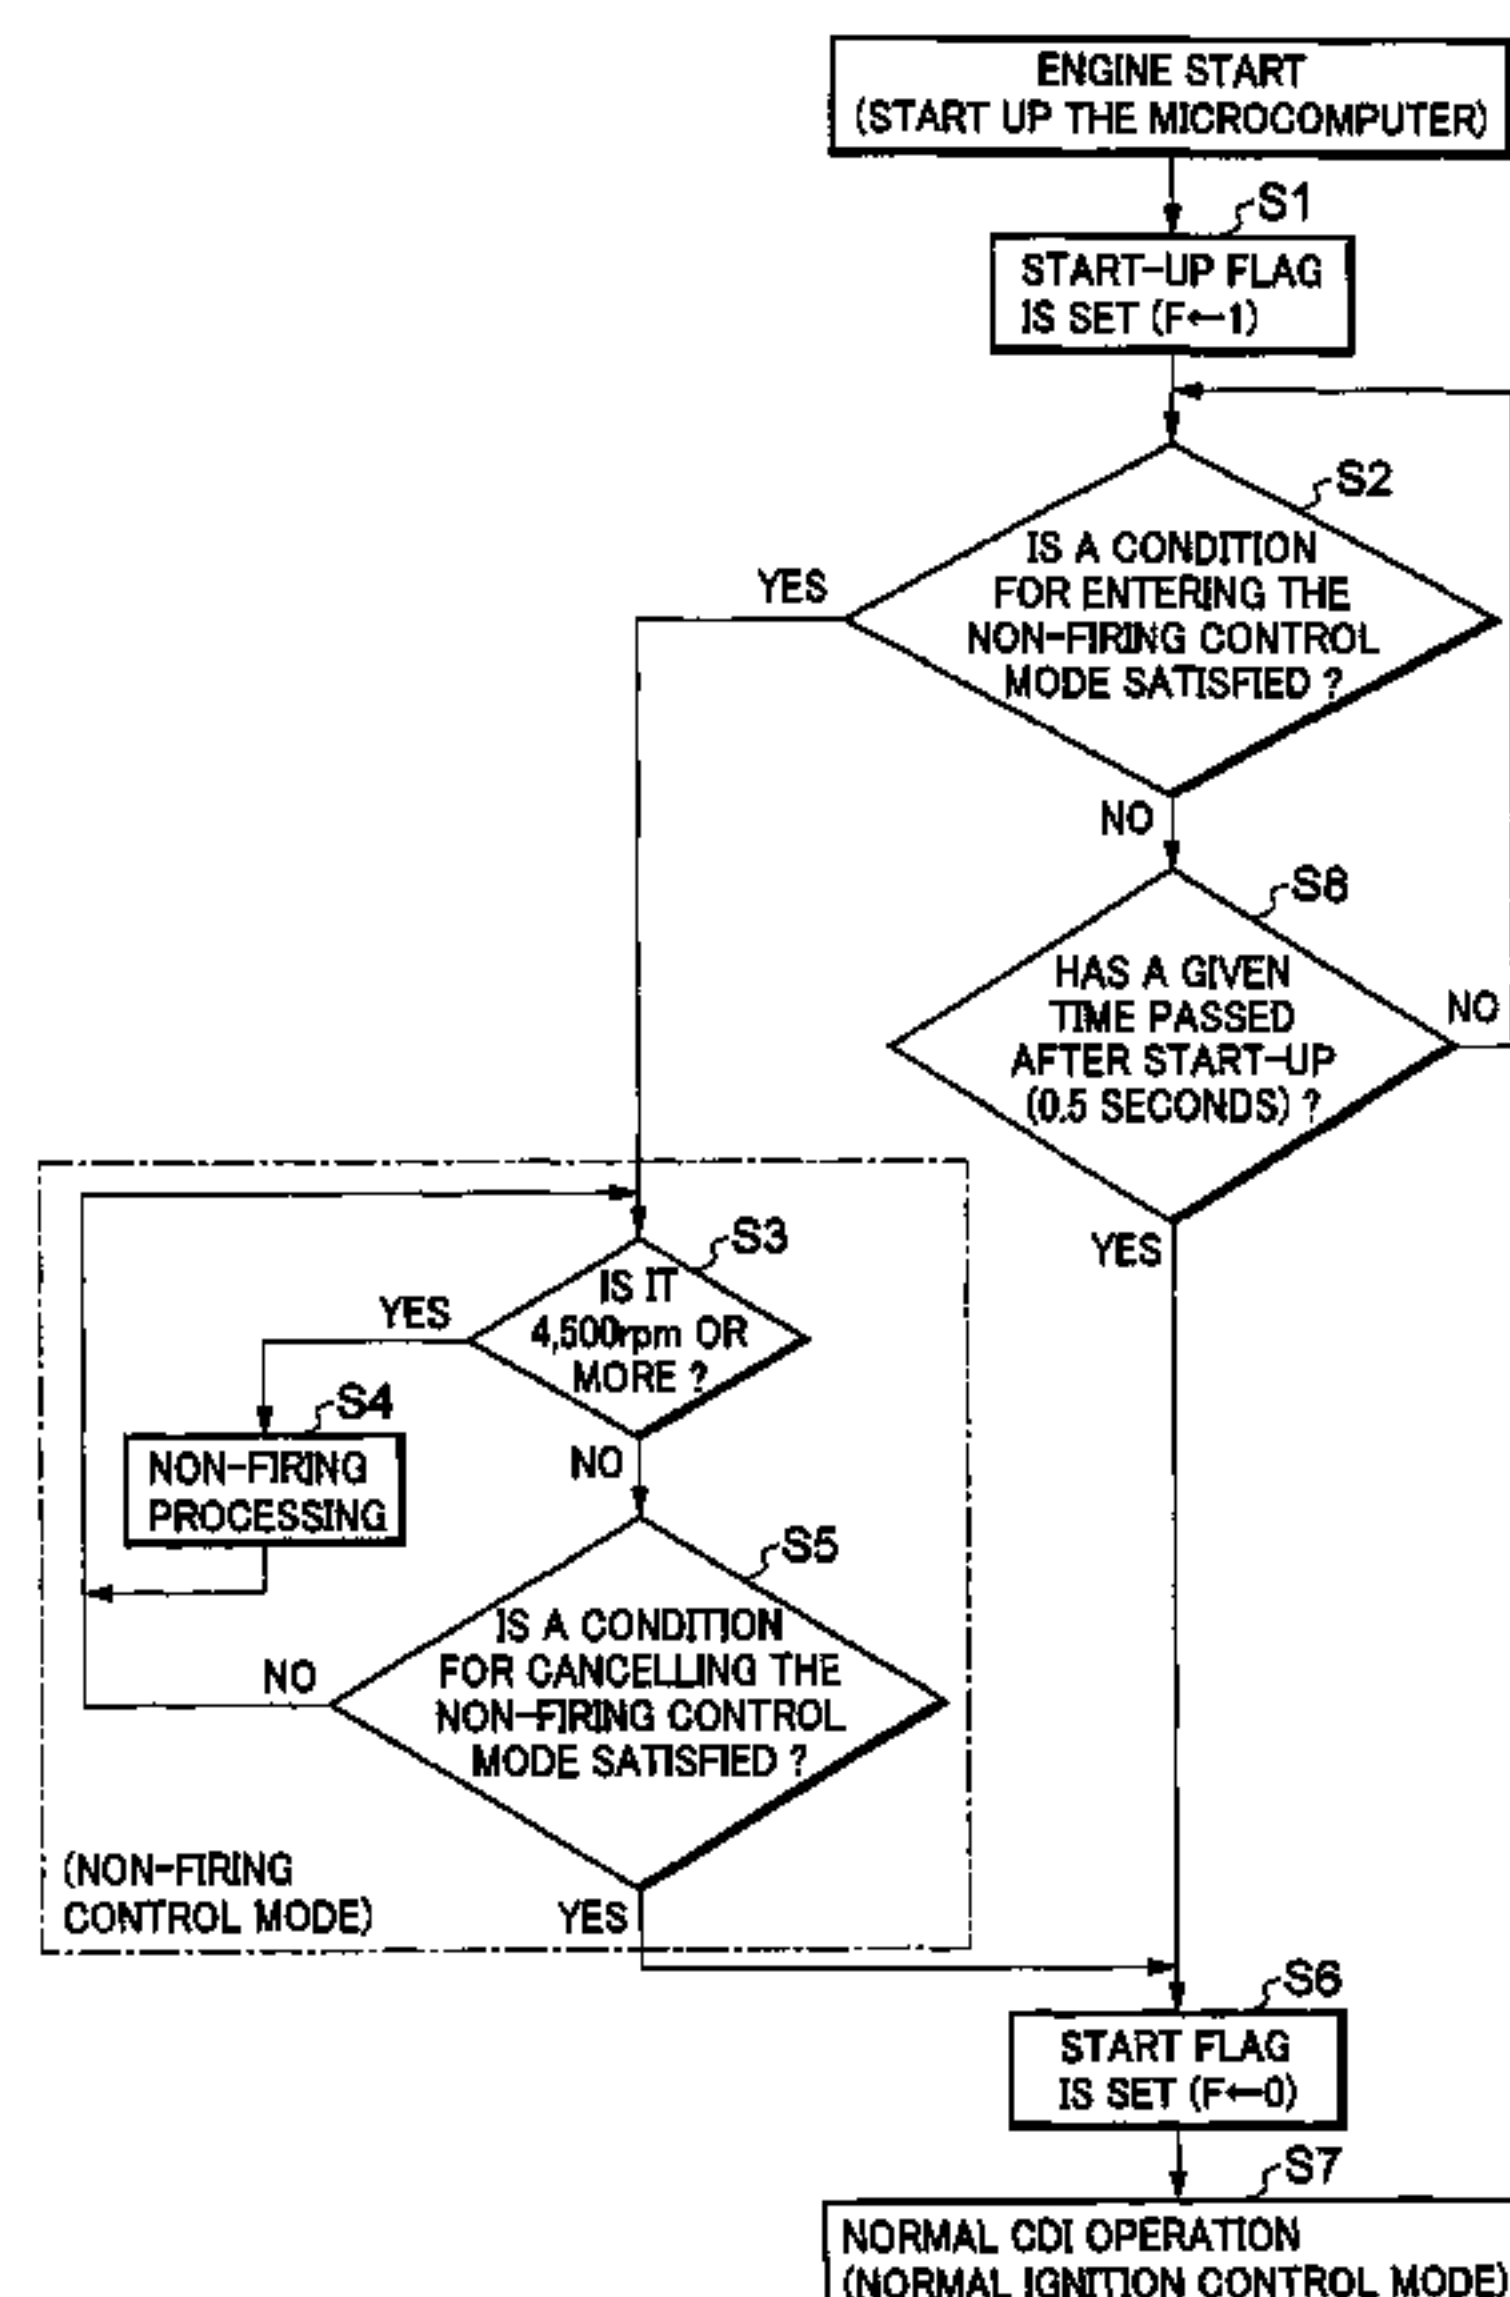 ENGINE START
(START UP THE MICROCOMPUTER)
S1
START-UP FLAG
IS SET (F←1)
S2
IS A CONDITION
FOR ENTERING THE
NON-FIRING CONTROL
MODE SATISFIED ?
YES
NO
S8
HAS A GIVEN
TIME PASSED
AFTER START-UP
(0.5 SECONDS) ?
NO
YES
S3
IS IT
4,500rpm OR
MORE ?
YES
S4
NON-FIRING
PROCESSING
NO
S5
IS A CONDITION
FOR CANCELLING THE
NON-FIRING CONTROL
MODE SATISFIED ?
NO
(NON-FIRING
CONTROL MODE)
YES
S6
START FLAG
IS SET (F←0)
S7
NORMAL CDI OPERATION
(NORMAL IGNITION CONTROL MODE)